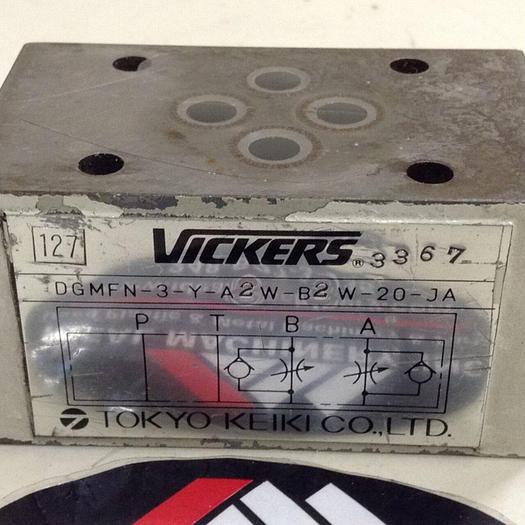 127 VICKERS® 3367
DGMFN-3-Y-A2W-B2W-20-JA
P T B A
TOKYO KEIKI CO.,LTD.